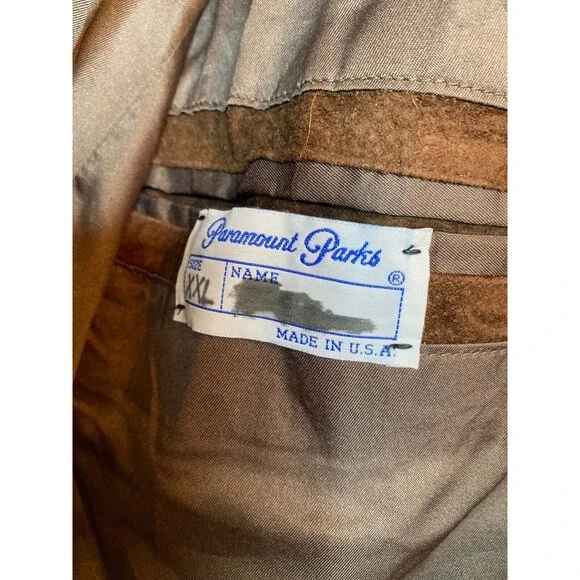 Paramount Parks
®
SIZE
NAME
XXL
MADE IN U.S.A.